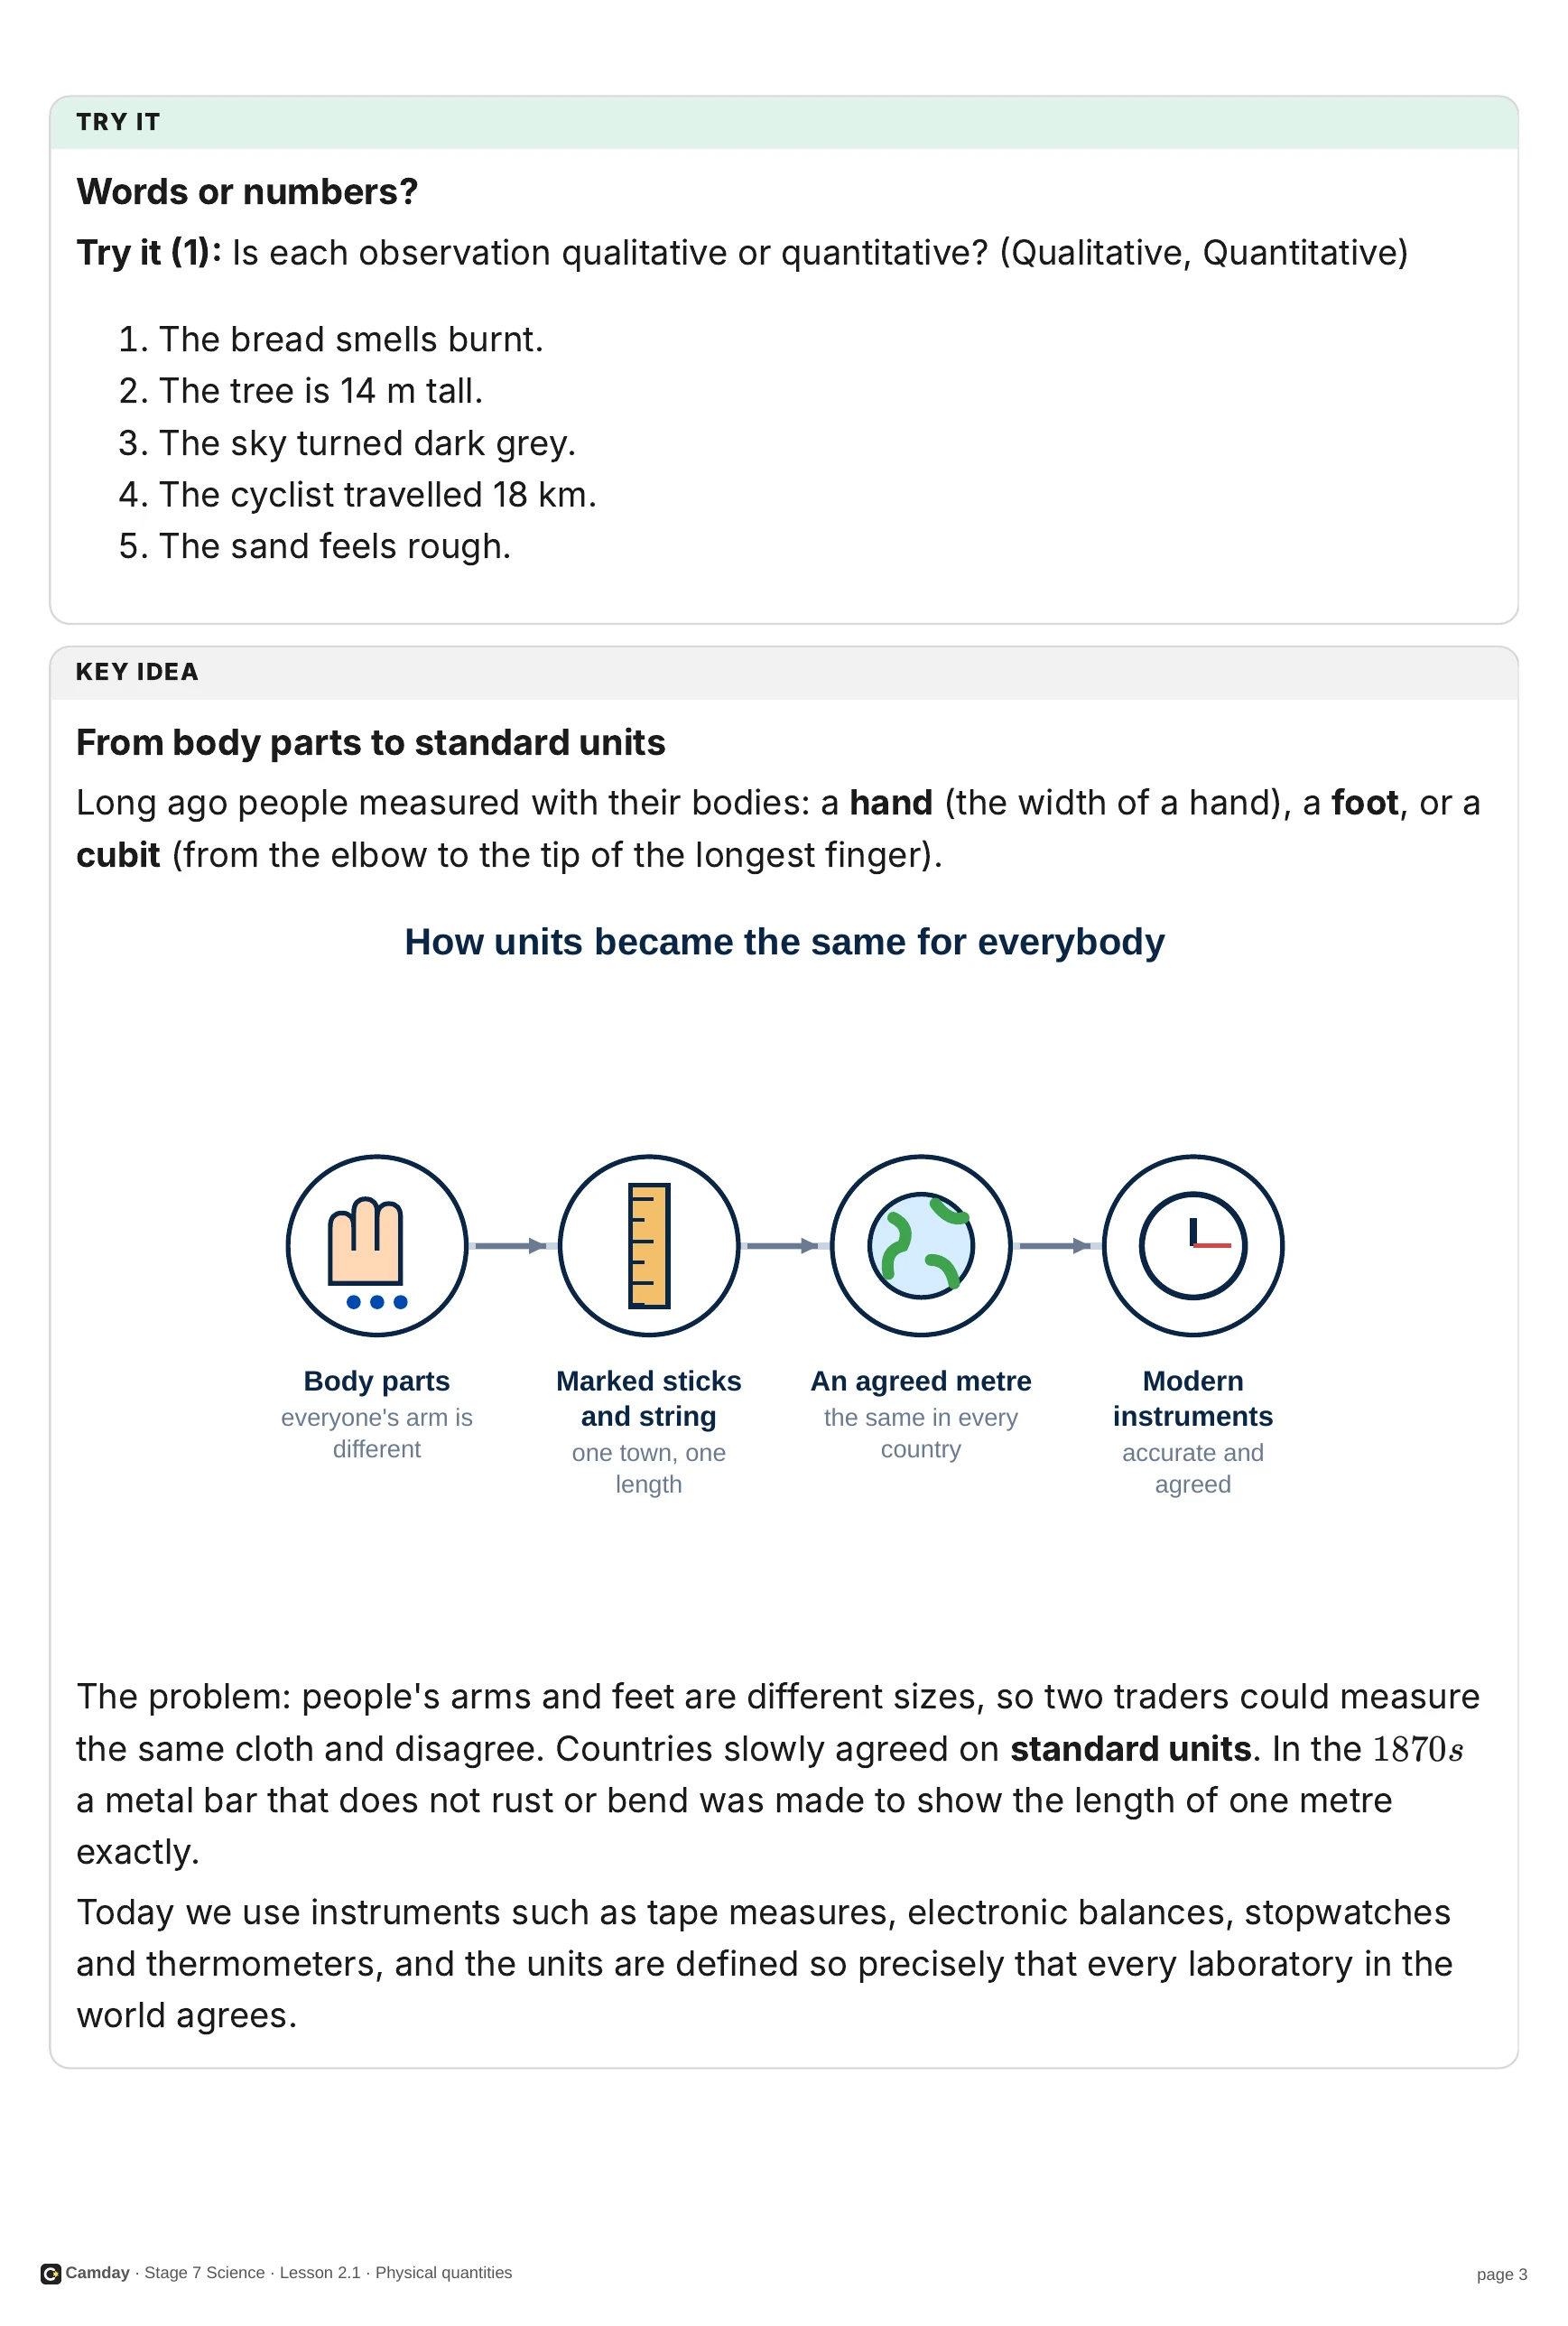 TRY IT
Words or numbers?
Try it (1): Is each observation qualitative or quantitative? (Qualitative, Quantitative)
1. The bread smells burnt.
2. The tree is 14 m tall.
3. The sky turned dark grey.
4. The cyclist travelled 18 km.
5. The sand feels rough.
KEY IDEA
From body parts to standard units
Long ago people measured with their bodies: a hand (the width of a hand), a foot, or a
cubit (from the elbow to the tip of the longest finger).
How units became the same for everybody
Body parts
everyone's arm is
different
Marked sticks
and string
one town, one
length
An agreed metre
the same in every
country
Modern
instruments
accurate and
agreed
The problem: people's arms and feet are different sizes, so two traders could measure
the same cloth and disagree. Countries slowly agreed on standard units. In the 1870s
a metal bar that does not rust or bend was made to show the length of one metre
exactly.
Today we use instruments such as tape measures, electronic balances, stopwatches
and thermometers, and the units are defined so precisely that every laboratory in the
world agrees.
Camday · Stage 7 Science · Lesson 2.1 · Physical quantities
page 3